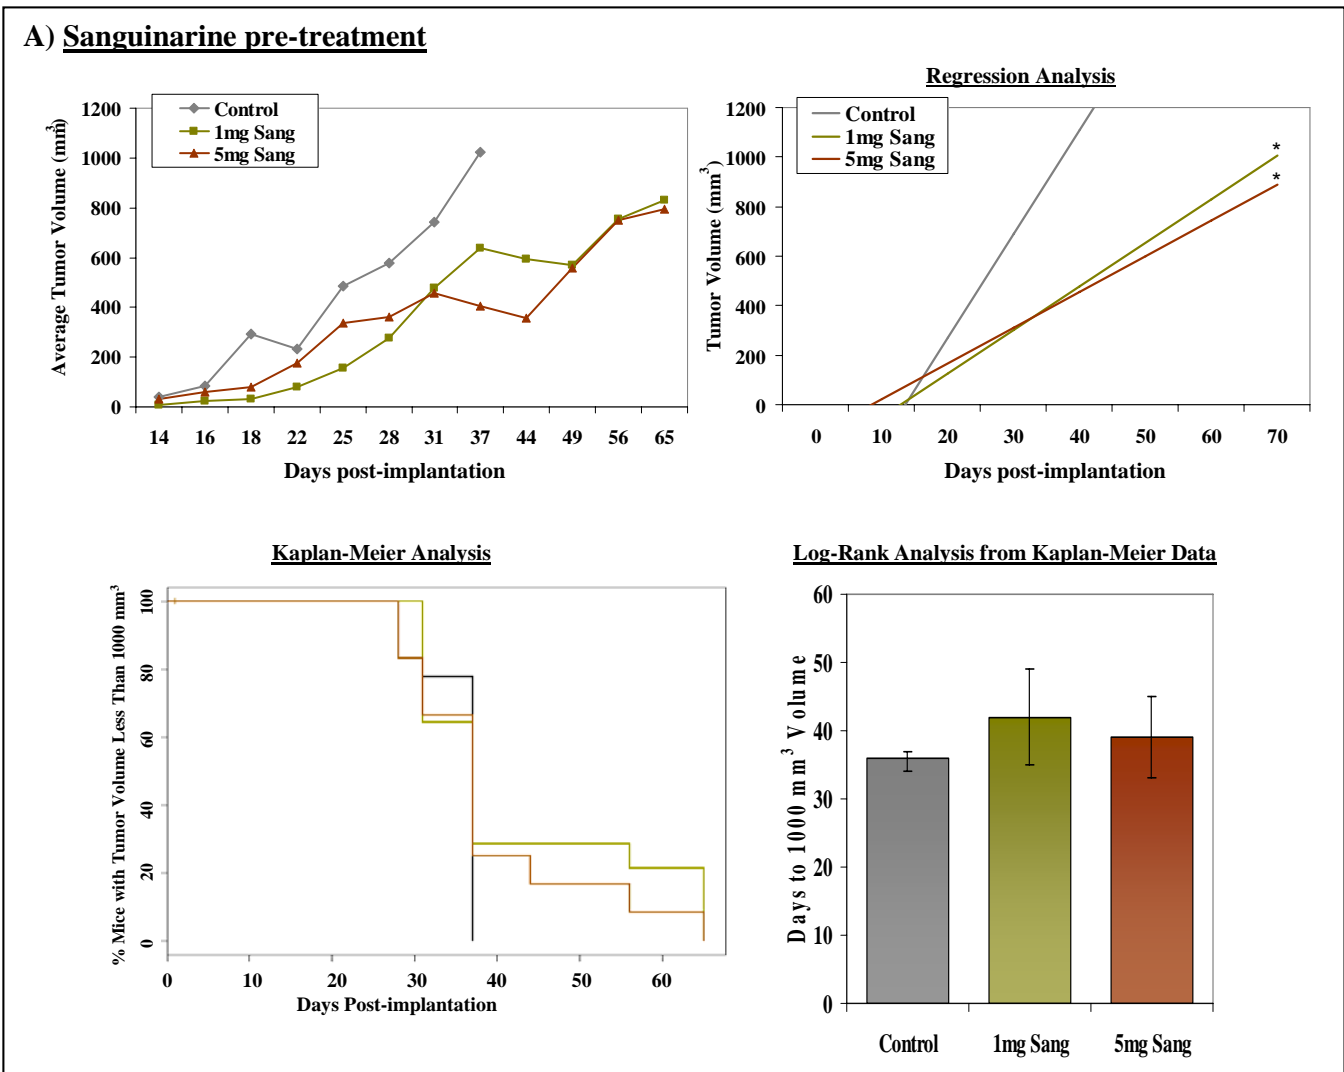 A) Sanguinarine pre-treatment
Average Tumor Volume (mm3)
1200
1000
800
600
400
200
0
Control
1mg Sang
5mg Sang
14 16 18 22 25 28 31 37 44 49 56 65
Days post-implantation
Regression Analysis
Tumor Volume (mm3)
1200
1000
800
600
400
200
0
Control
1mg Sang
5mg Sang
*
*
0 10 20 30 40 50 60 70
Days post-implantation
Kaplan-Meier Analysis
% Mice with Tumor Volume Less Than 1000 mm3
100
80
60
40
20
0
0 10 20 30 40 50 60
Days Post-implantation
Log-Rank Analysis from Kaplan-Meier Data
Days to 1000 mm3 Volume
60
50
40
30
20
10
0
Control 1mg Sang 5mg Sang